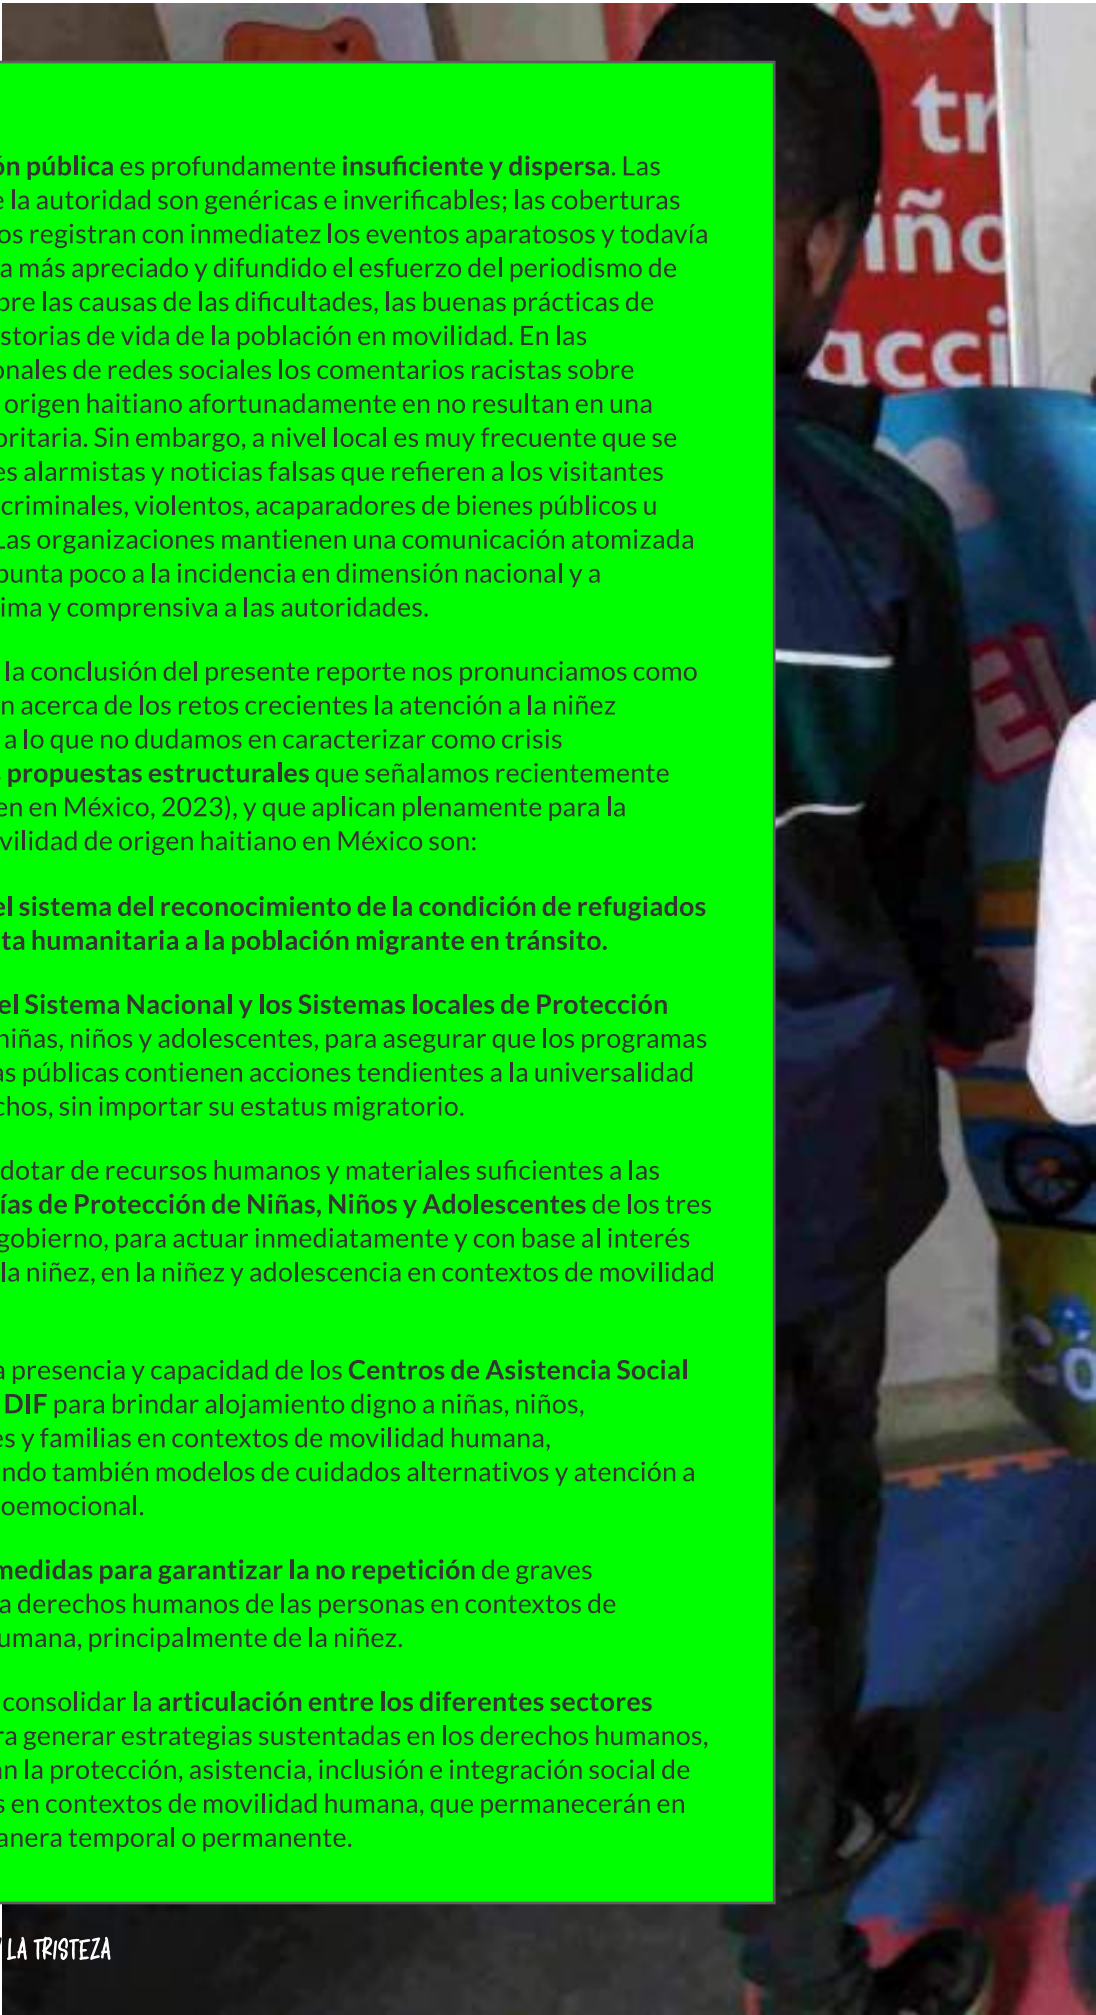 ón pública es profundamente insuficiente y dispersa. Las
e la autoridad son genéricas e inverificables; las coberturas
os registran con inmediatez los eventos aparatosos y todavía
a más apreciado y difundido el esfuerzo del periodismo de
bre las causas de las dificultades, las buenas prácticas de
storias de vida de la población en movilidad. En las
onales de redes sociales los comentarios racistas sobre
origen haitiano afortunadamente en no resultan en una
oritaria. Sin embargo, a nivel local es muy frecuente que se
es alarmistas y noticias falsas que refieren a los visitantes
criminales, violentos, acaparadores de bienes públicos u
Las organizaciones mantienen una comunicación atomizada
punta poco a la incidencia en dimensión nacional y a
ima y comprensiva a las autoridades.
la conclusión del presente reporte nos pronunciamos como
n acerca de los retos crecientes la atención a la niñez
a lo que no dudamos en caracterizar como crisis
propuestas estructurales que señalamos recientemente
en en México, 2023), y que aplican plenamente para la
vilidad de origen haitiano en México son:
el sistema del reconocimiento de la condición de refugiados
ta humanitaria a la población migrante en tránsito.
el Sistema Nacional y los Sistemas locales de Protección
niñas, niños y adolescentes, para asegurar que los programas
as públicas contienen acciones tendientes a la universalidad
chos, sin importar su estatus migratorio.
dotar de recursos humanos y materiales suficientes a las
ías de Protección de Niñas, Niños y Adolescentes de los tres
gobierno, para actuar inmediatamente y con base al interés
la niñez, en la niñez y adolescencia en contextos de movilidad
a presencia y capacidad de los Centros de Asistencia Social
DIF para brindar alojamiento digno a niñas, niños,
es y familias en contextos de movilidad humana,
ndo también modelos de cuidados alternativos y atención a
oemocional.
medidas para garantizar la no repetición de graves
a derechos humanos de las personas en contextos de
umana, principalmente de la niñez.
consolidar la articulación entre los diferentes sectores
ra generar estrategias sustentadas en los derechos humanos,
an la protección, asistencia, inclusión e integración social de
s en contextos de movilidad humana, que permanecerán en
anera temporal o permanente.
LA TRISTEZA
tr
iño
acci
El